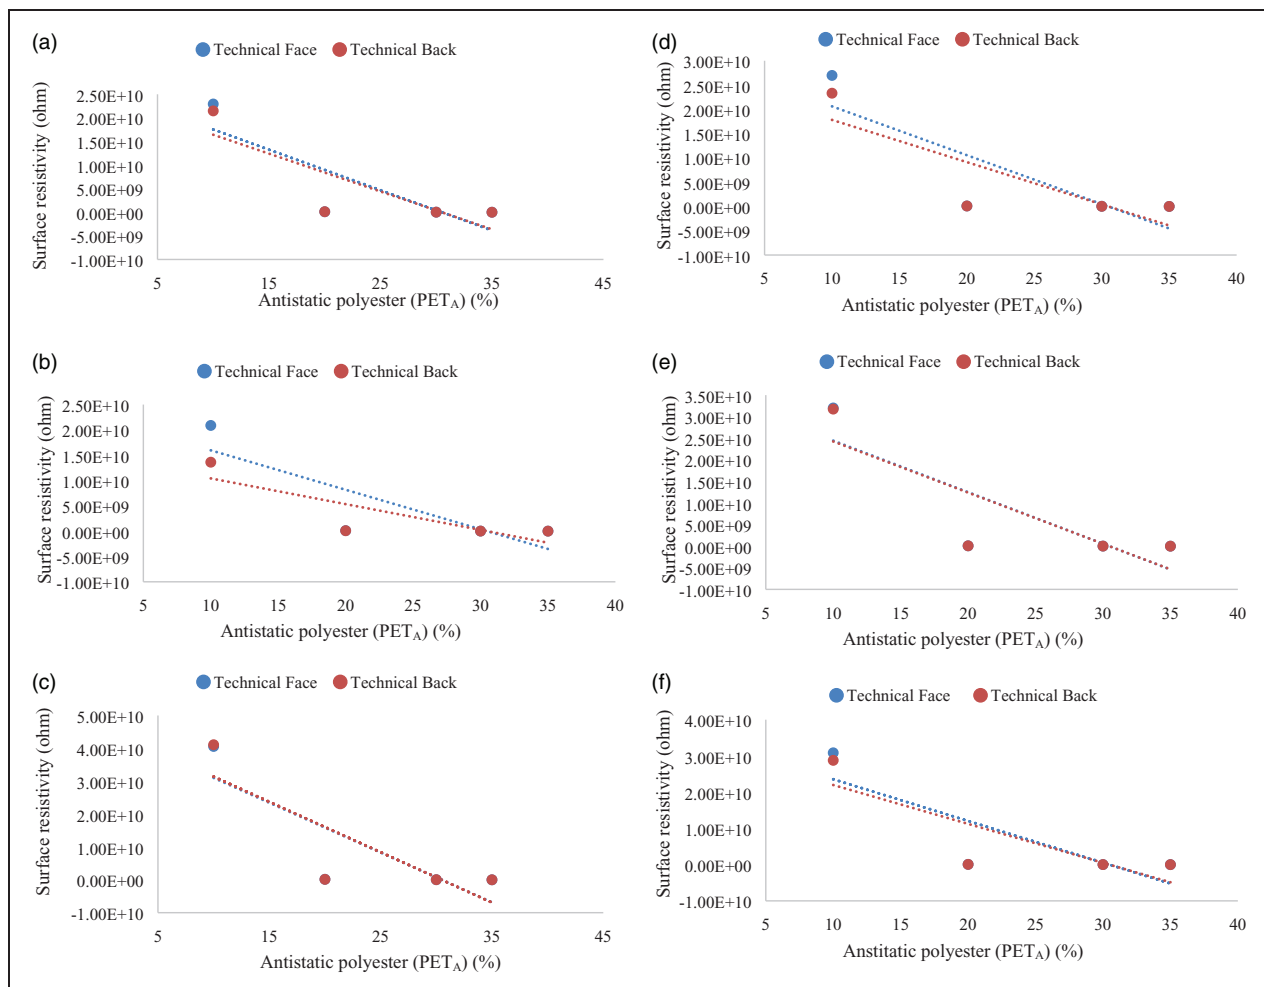 (a)
Technical Face Technical Back
Surface resistivity (ohm)
2.50E+10
2.00E+10
1.50E+10
1.00E+10
5.00E+09
0.00E+00
-5.00E+09
-1.00E+10
5 15 25 35 45
Antistatic polyester (PETA) (%)
(b)
Technical Face Technical Back
Surface resistivity (ohm)
2.50E+10
2.00E+10
1.50E+10
1.00E+10
5.00E+09
0.00E+00
-5.00E+09
-1.00E+10
5 10 15 20 25 30 35 40
Antistatic polyester (PETA) (%)
(c)
Technical Face Technical Back
Surface resistivity (ohm)
5.00E+10
4.00E+10
3.00E+10
2.00E+10
1.00E+10
0.00E+00
-1.00E+10
5 15 25 35 45
Antistatic polyester (PETA) (%)
(d)
Technical Face Technical Back
Surface resistivity (ohm)
3.00E+10
2.50E+10
2.00E+10
1.50E+10
1.00E+10
5.00E+09
0.00E+00
-5.00E+09
-1.00E+10
5 10 15 20 25 30 35 40
Antistatic polyester (PETA) (%)
(e)
Technical Face Technical Back
Surface resistivity (ohm)
3.50E+10
3.00E+10
2.50E+10
2.00E+10
1.50E+10
1.00E+10
5.00E+09
0.00E+00
-5.00E+09
-1.00E+10
5 10 15 20 25 30 35 40
Antistatic polyester (PETA) (%)
(f)
Technical Face Technical Back
Surface resistivity (ohm)
4.00E+10
3.00E+10
2.00E+10
1.00E+10
0.00E+00
-1.00E+10
5 10 15 20 25 30 35 40
Anstitatic polyester (PETA) (%)